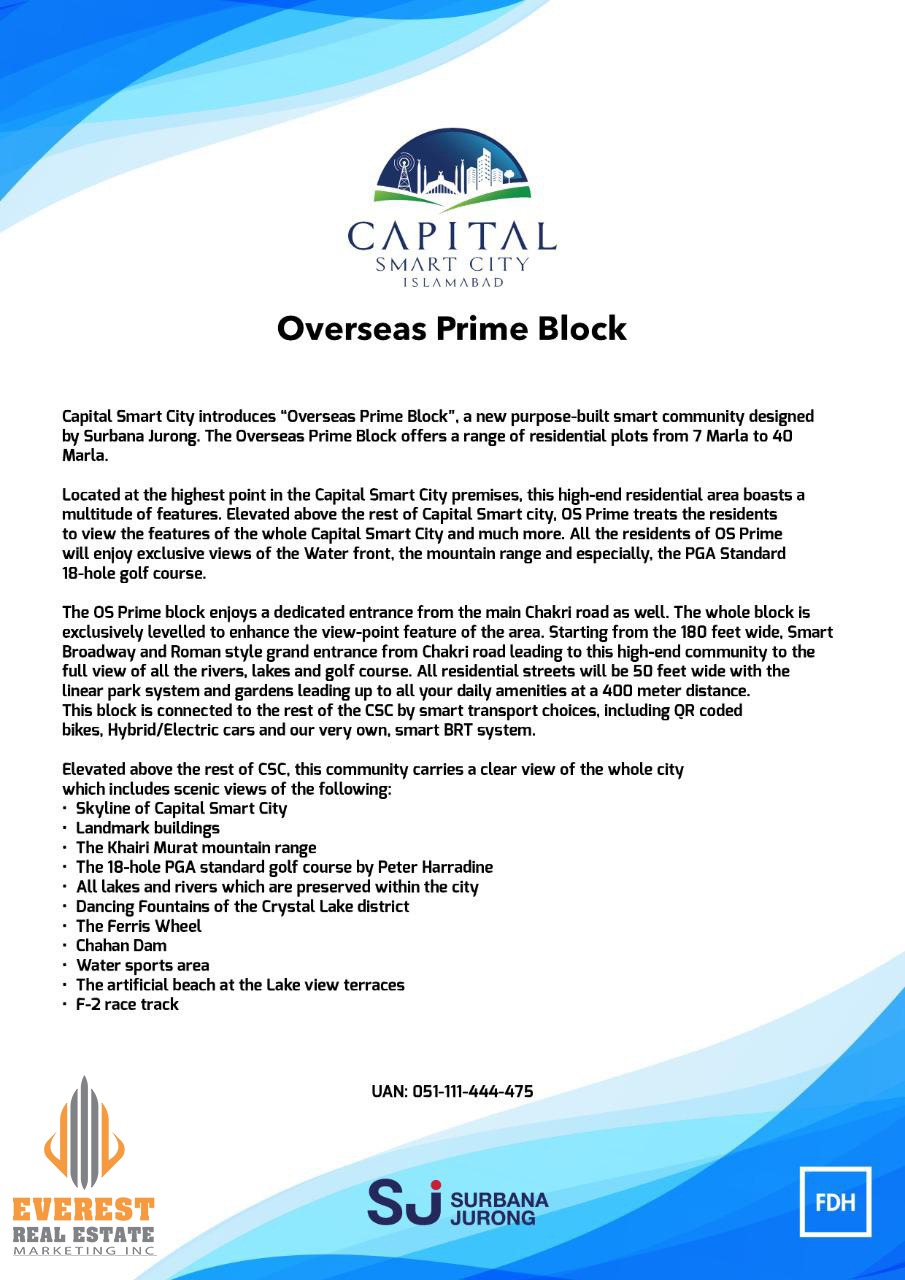 CAPITAL
SMART CITY
ISLAMABAD
Overseas Prime Block
Capital Smart City introduces “Overseas Prime Block”, a new purpose-built smart community designed
by Surbana Jurong. The Overseas Prime Block offers a range of residential plots from 7 Marla to 40
Marla.
Located at the highest point in the Capital Smart City premises, this high-end residential area boasts a
multitude of features. Elevated above the rest of Capital Smart city, OS Prime treats the residents
to view the features of the whole Capital Smart City and much more. All the residents of OS Prime
will enjoy exclusive views of the Water front, the mountain range and especially, the PGA Standard
18-hole golf course.
The OS Prime block enjoys a dedicated entrance from the main Chakri road as well. The whole block is
exclusively levelled to enhance the view-point feature of the area. Starting from the 180 feet wide, Smart
Broadway and Roman style grand entrance from Chakri road leading to this high-end community to the
full view of all the rivers, lakes and golf course. All residential streets will be 50 feet wide with the
linear park system and gardens leading up to all your daily amenities at a 400 meter distance.
This block is connected to the rest of the CSC by smart transport choices, including QR coded
bikes, Hybrid/Electric cars and our very own, smart BRT system.
Elevated above the rest of CSC, this community carries a clear view of the whole city
which includes scenic views of the following:
· Skyline of Capital Smart City
· Landmark buildings
· The Khairi Murat mountain range
· The 18-hole PGA standard golf course by Peter Harradine
· All lakes and rivers which are preserved within the city
· Dancing Fountains of the Crystal Lake district
· The Ferris Wheel
· Chahan Dam
· Water sports area
· The artificial beach at the Lake view terraces
· F-2 race track
UAN: 051-111-444-475
EVEREST
REAL ESTATE
MARKETING INC
SJ SURBANA
JURONG
FDH